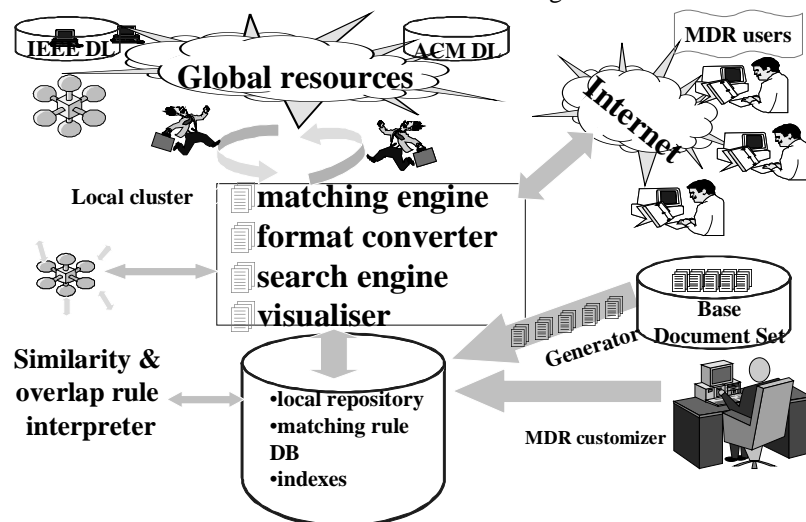 IEEE DL
ACM DL
MDR users
Global resources
Internet
Local cluster
matching engine
format converter
search engine
visualiser
Base
Document Set
Generator
Similarity &
overlap rule
interpreter
•local repository
•matching rule
DB
•indexes
MDR customizer